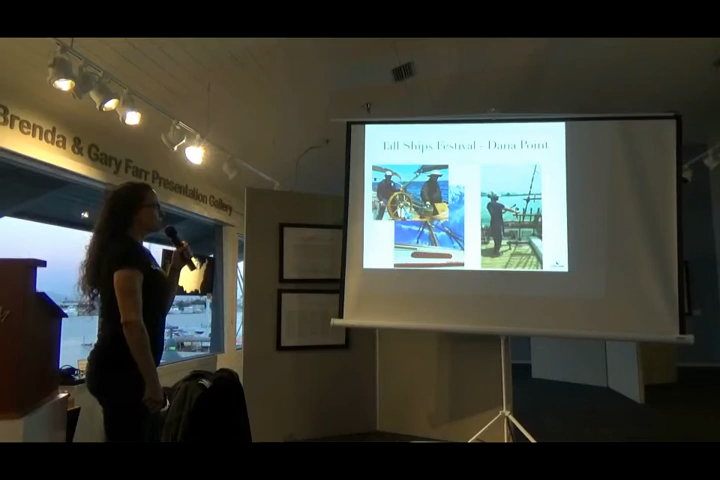 Brenda & Gary Farr Presentation Gallery
Tall Ships Festival - Dana Point